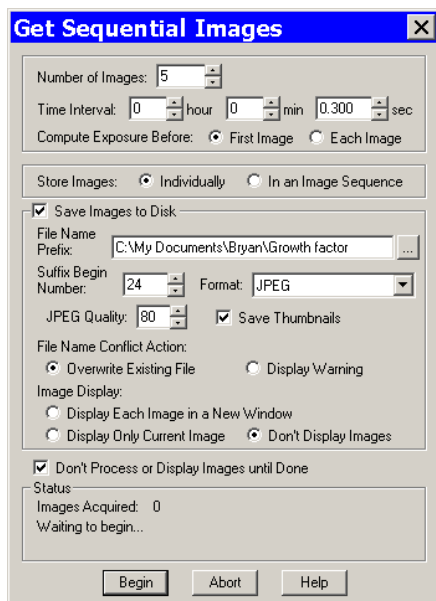 Get Sequential Images
Number of Images: 5
Time Interval: 0 hour 0 min 0.300 sec
Compute Exposure Before: First Image Each Image
Store Images: Individually In an Image Sequence
Save Images to Disk
File Name
Prefix: C:\My Documents\Bryan\Growth factor ...
Suffix Begin
Number: 24 Format: JPEG
JPEG Quality: 80 Save Thumbnails
File Name Conflict Action:
Overwrite Existing File Display Warning
Image Display:
Display Each Image in a New Window
Display Only Current Image Don't Display Images
Don't Process or Display Images until Done
Status
Images Acquired: 0
Waiting to begin...
Begin Abort Help